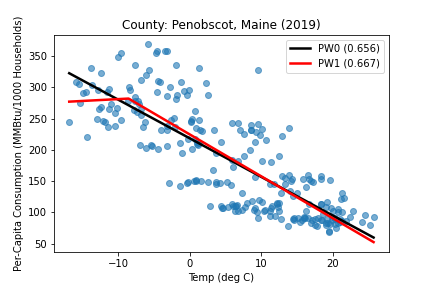 County: Penobscot, Maine (2019)
PW0 (0.656)
PW1 (0.667)
Per-Capita Consumption (MMBtu/1000 Households)
350
300
250
200
150
100
50
−10
0
10
20
Temp (deg C)